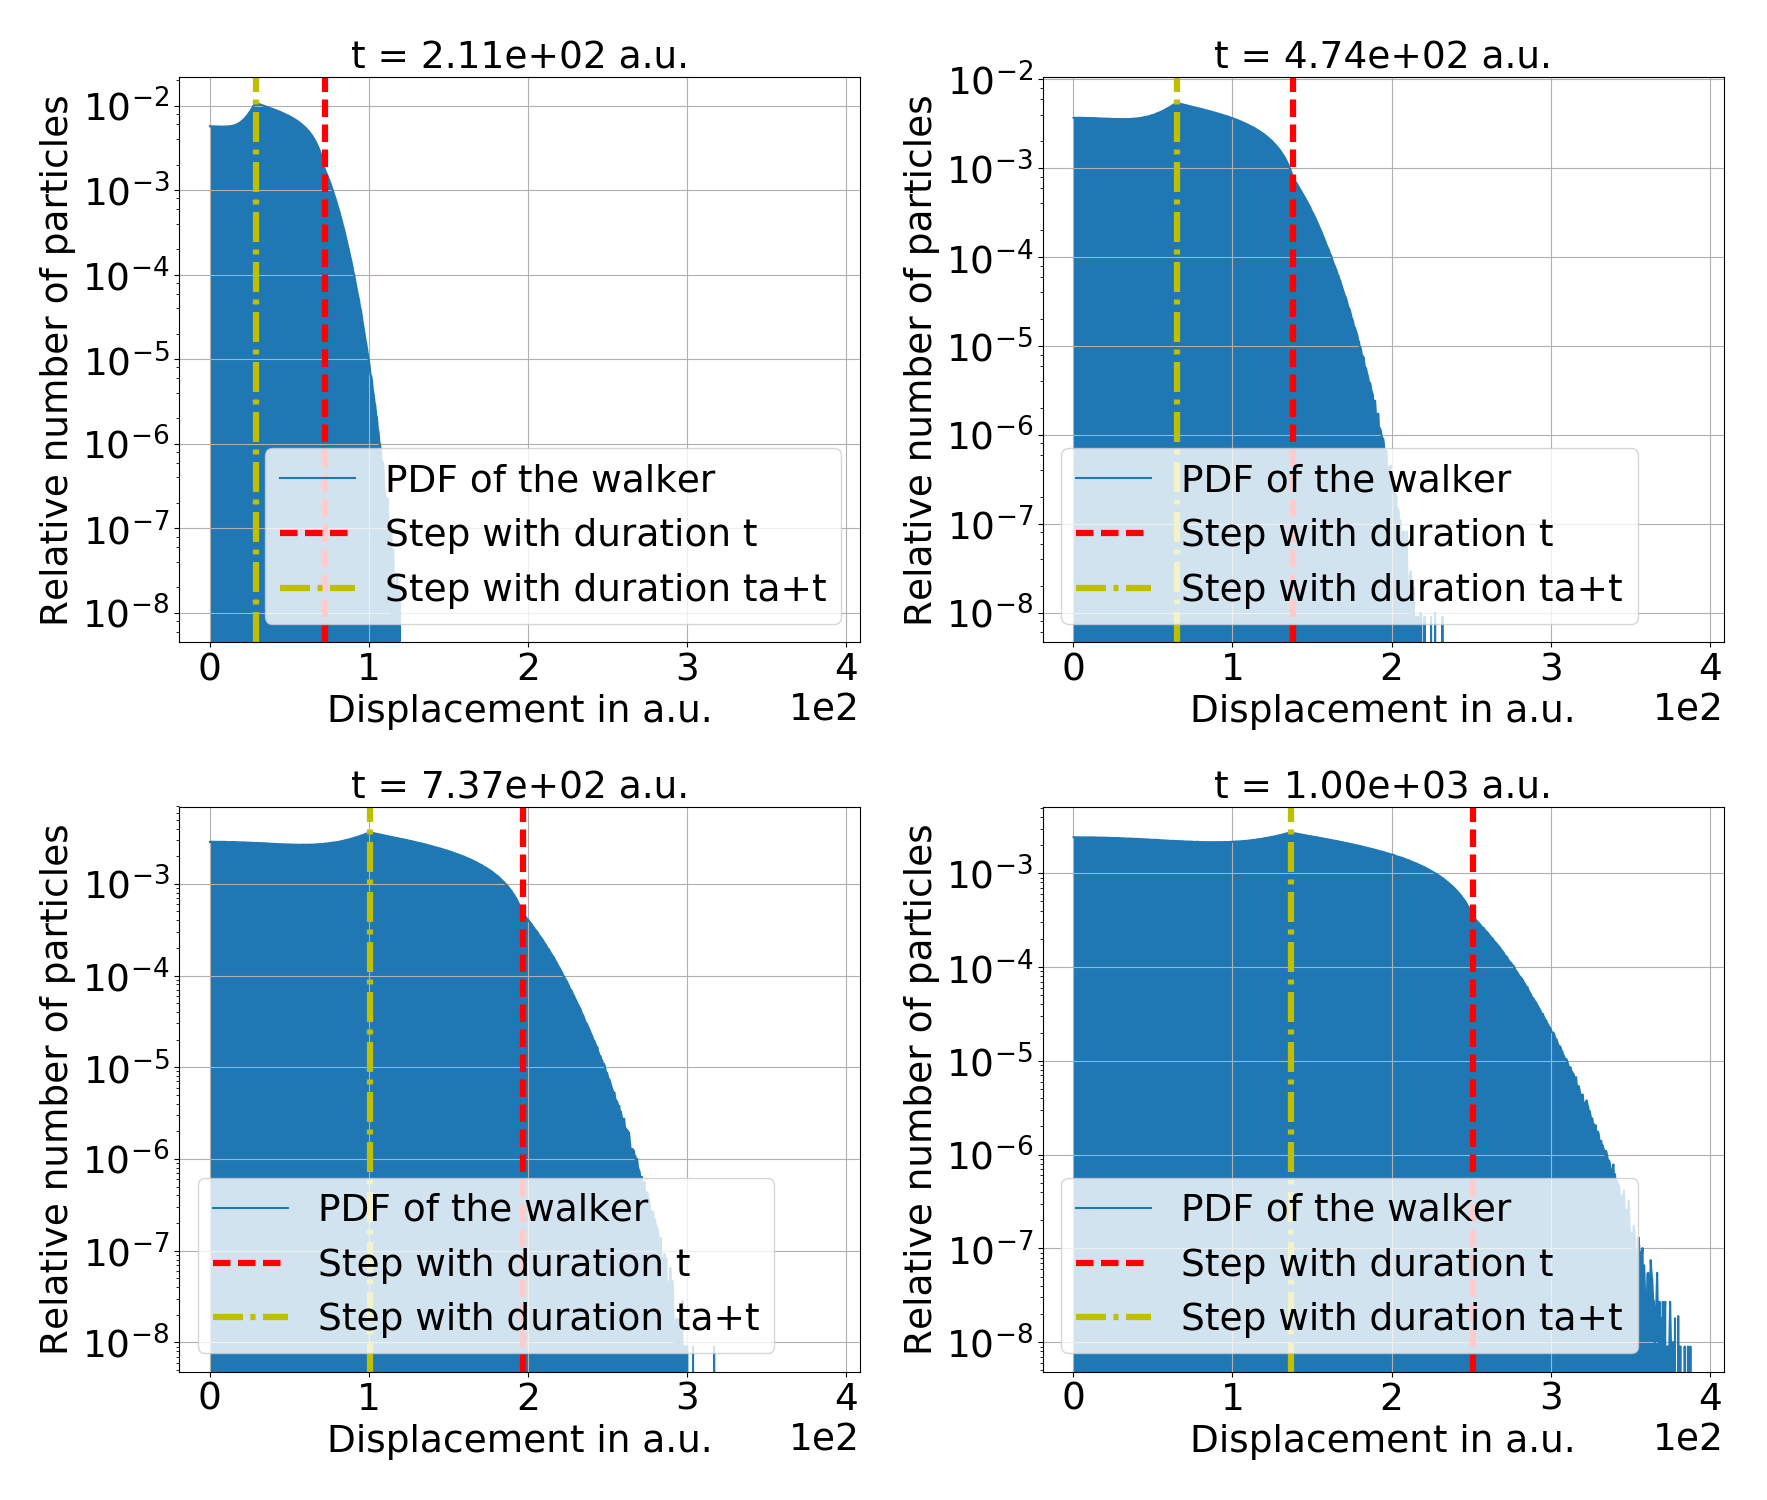 t = 2.11e+02 a.u.
Relative number of particles
10⁻²
10⁻³
10⁻⁴
10⁻⁵
10⁻⁶
10⁻⁷
10⁻⁸
PDF of the walker
Step with duration t
Step with duration ta+t
0 1 2 3 4
Displacement in a.u. 1e2
t = 4.74e+02 a.u.
Relative number of particles
10⁻²
10⁻³
10⁻⁴
10⁻⁵
10⁻⁶
10⁻⁷
10⁻⁸
PDF of the walker
Step with duration t
Step with duration ta+t
0 1 2 3 4
Displacement in a.u. 1e2
t = 7.37e+02 a.u.
Relative number of particles
10⁻³
10⁻⁴
10⁻⁵
10⁻⁶
10⁻⁷
10⁻⁸
PDF of the walker
Step with duration t
Step with duration ta+t
0 1 2 3 4
Displacement in a.u. 1e2
t = 1.00e+03 a.u.
Relative number of particles
10⁻³
10⁻⁴
10⁻⁵
10⁻⁶
10⁻⁷
10⁻⁸
PDF of the walker
Step with duration t
Step with duration ta+t
0 1 2 3 4
Displacement in a.u. 1e2